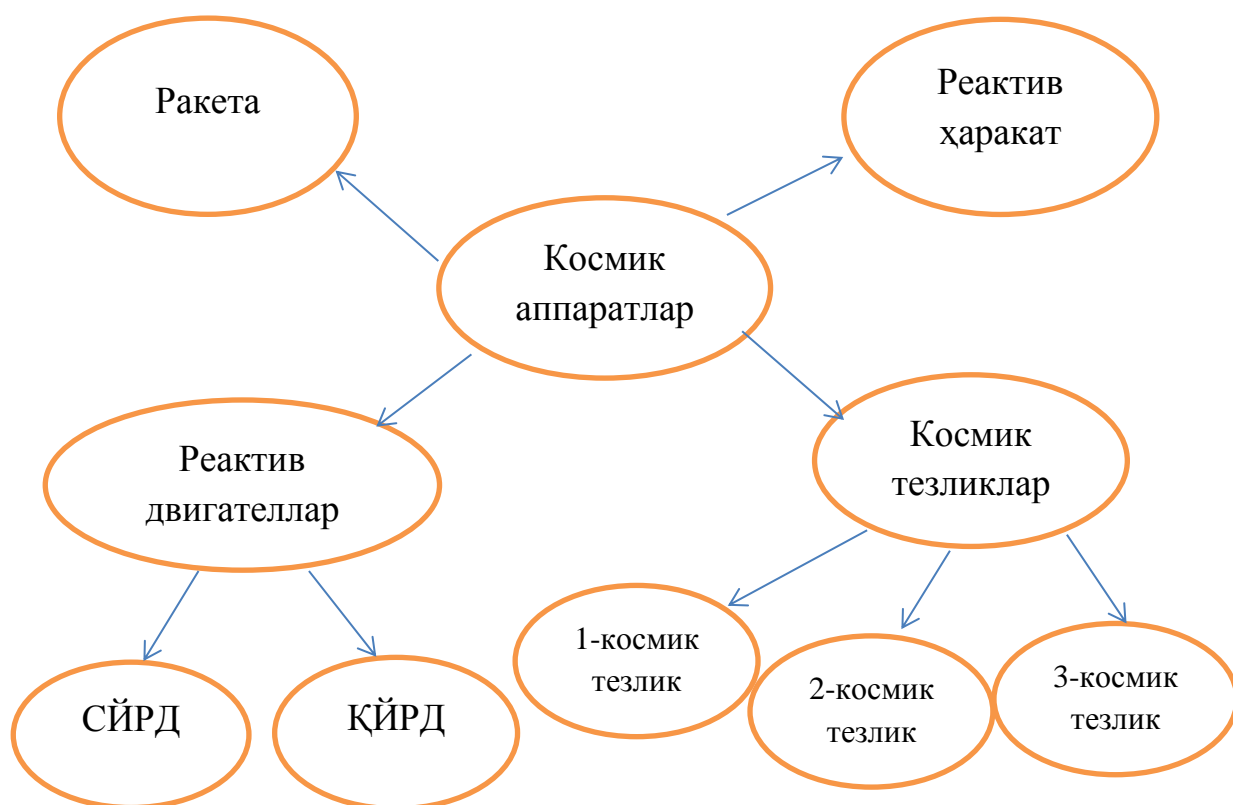 Ракета
Реактив
ҳаракат
Космик
аппаратлар
Реактив
двигателлар
Космик
тезликлар
СЙРД
ҚЙРД
1-космик
тезлик
2-космик
тезлик
3-космик
тезлик